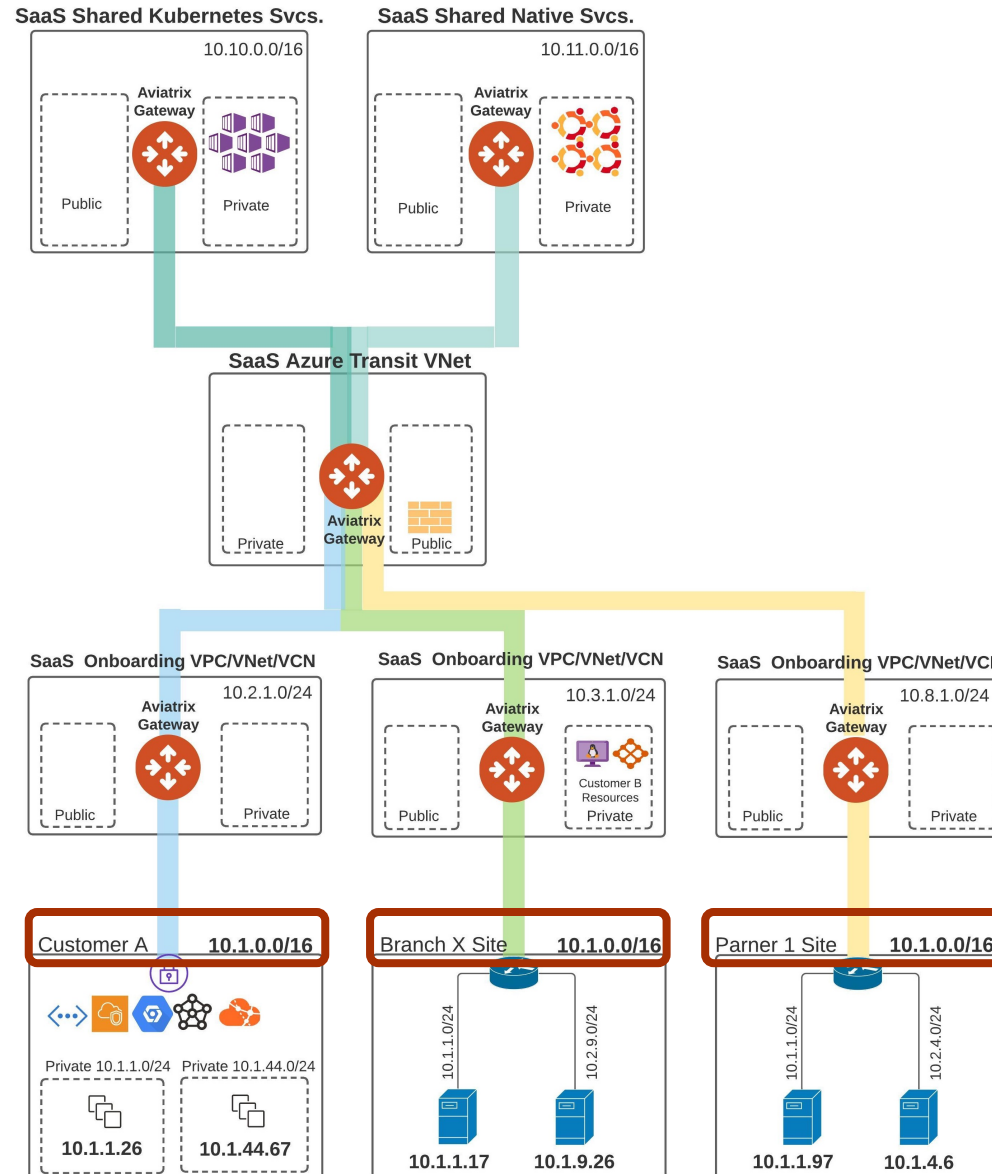 SaaS Shared Kubernetes Svcs.
SaaS Shared Native Svcs.
10.10.0.0/16
10.11.0.0/16
Aviatrix
Gateway
Aviatrix
Gateway
Public
Private
Public
Private
SaaS Azure Transit VNet
Aviatrix
Gateway
Private
Public
SaaS Onboarding VPC/VNet/VCN
SaaS Onboarding VPC/VNet/VCN
SaaS Onboarding VPC/VNet/VCN
10.2.1.0/24
10.3.1.0/24
10.8.1.0/24
Aviatrix
Gateway
Aviatrix
Gateway
Aviatrix
Gateway
Customer B
Resources
Public
Private
Public
Private
Public
Private
Customer A 10.1.0.0/16
Branch X Site 10.1.0.0/16
Parner 1 Site 10.1.0.0/16
Private 10.1.1.0/24
Private 10.1.44.0/24
10.1.1.0/24
10.2.9.0/24
10.1.1.0/24
10.2.4.0/24
10.1.1.26
10.1.44.67
10.1.1.17
10.1.9.26
10.1.1.97
10.1.4.6